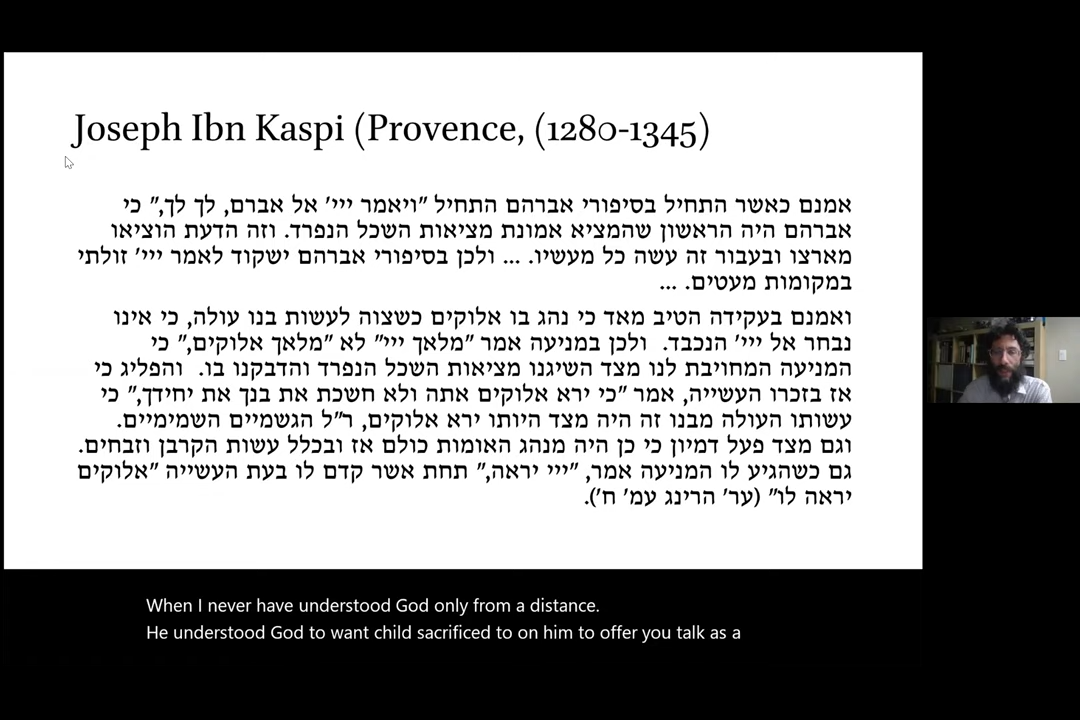 Joseph Ibn Kaspi (Provence, (1280-1345)
אמנם כאשר התחיל בסיפורי אברהם התחיל "ויאמר ייי' אל אברם, לך לך," כי
אברהם היה הראשון שהמציא אמונת מציאות השכל הנפרד. וזה הדעת הוציאו
מארצו ובעבור זה עשה כל מעשיו. ... ולכן בסיפורי אברהם ישקוד לאמר ייי' זולתי
במקומות מעטים. ...
ואמנם בעקידה הטיב מאד כי נהג בו אלוקים כשצוה לעשות בנו עולה, כי אינו
נבחר אל ייי' הנכבד. ולכן במניעה אמר "מלאך ייי" לא "מלאך אלוקים," כי
המניעה המחויבת לנו מצד השיגנו מציאות השכל הנפרד והדבקנו בו. והפליג כי
אז בזכרו העשייה, אמר "כי ירא אלוקים אתה ולא חשכת את בנך את יחידך," כי
עשותו העולה מבנו זה היה מצד היותו ירא אלוקים, ר"ל הגשמיים השמימיים.
וגם מצד פעל דמיון כי כן היה מנהג האומות כולם אז ובכלל עשות הקרבן וזבחים.
גם כשהגיע לו המניעה אמר, "ייי יראה," תחת אשר קדם לו בעת העשייה "אלוקים
יראה לו" (ער' הרינג עמ' ח').
When I never have understood God only from a distance.
He understood God to want child sacrificed to on him to offer you talk as a